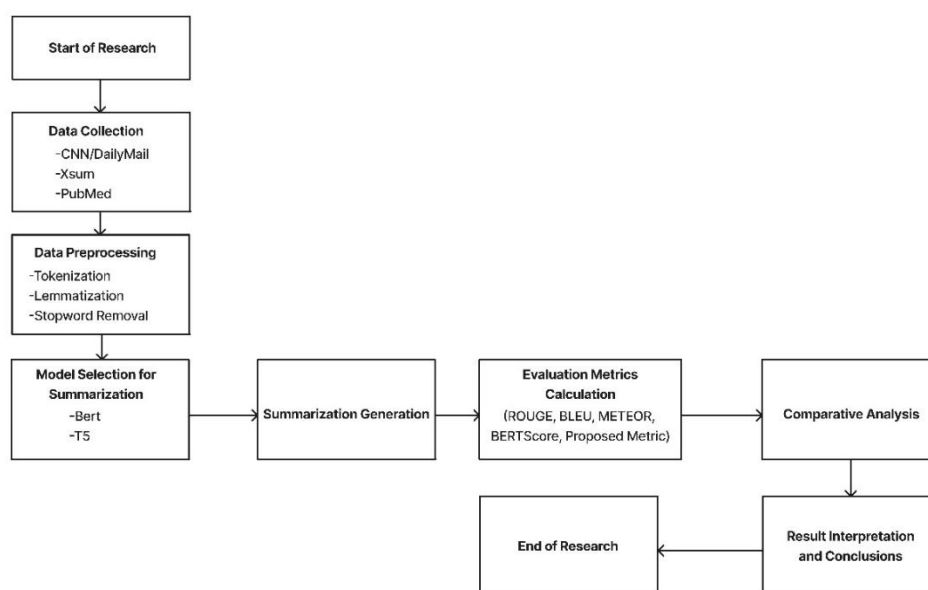 Start of Research
Data Collection
-CNN/DailyMail
-Xsum
-PubMed
Data Preprocessing
-Tokenization
-Lemmatization
-Stopword Removal
Model Selection for
Summarization
-Bert
-T5
Summarization Generation
Evaluation Metrics
Calculation
(ROUGE, BLEU, METEOR,
BERTScore, Proposed Metric)
Comparative Analysis
Result Interpretation
and Conclusions
End of Research